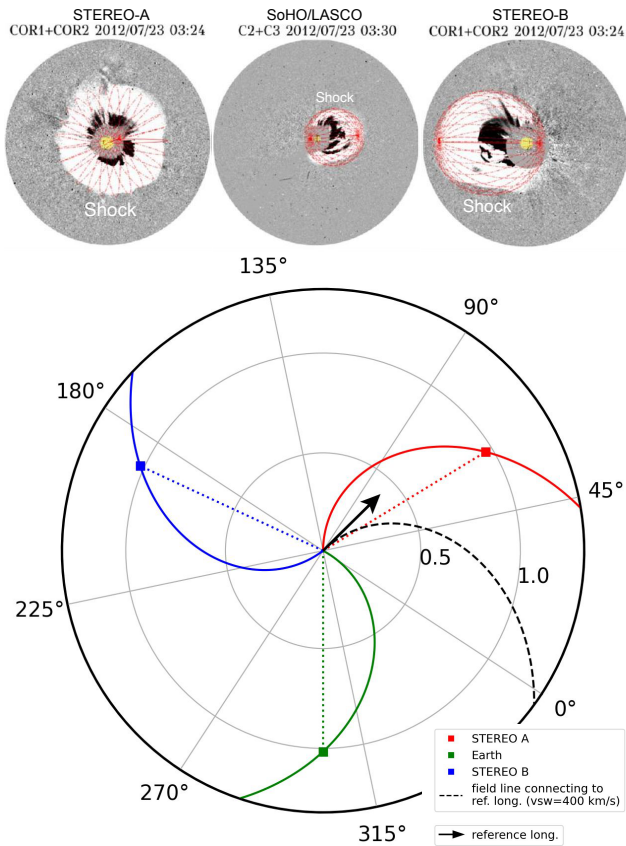 STEREO-A
COR1+COR2 2012/07/23 03:24
SoHO/LASCO
C2+C3 2012/07/23 03:30
STEREO-B
COR1+COR2 2012/07/23 03:24
Shock
Shock
Shock
135°
90°
180°
45°
0.5
1.0
225°
0°
270°
315°
STEREO A
Earth
STEREO B
field line connecting to
ref. long. (vsw=400 km/s)
reference long.